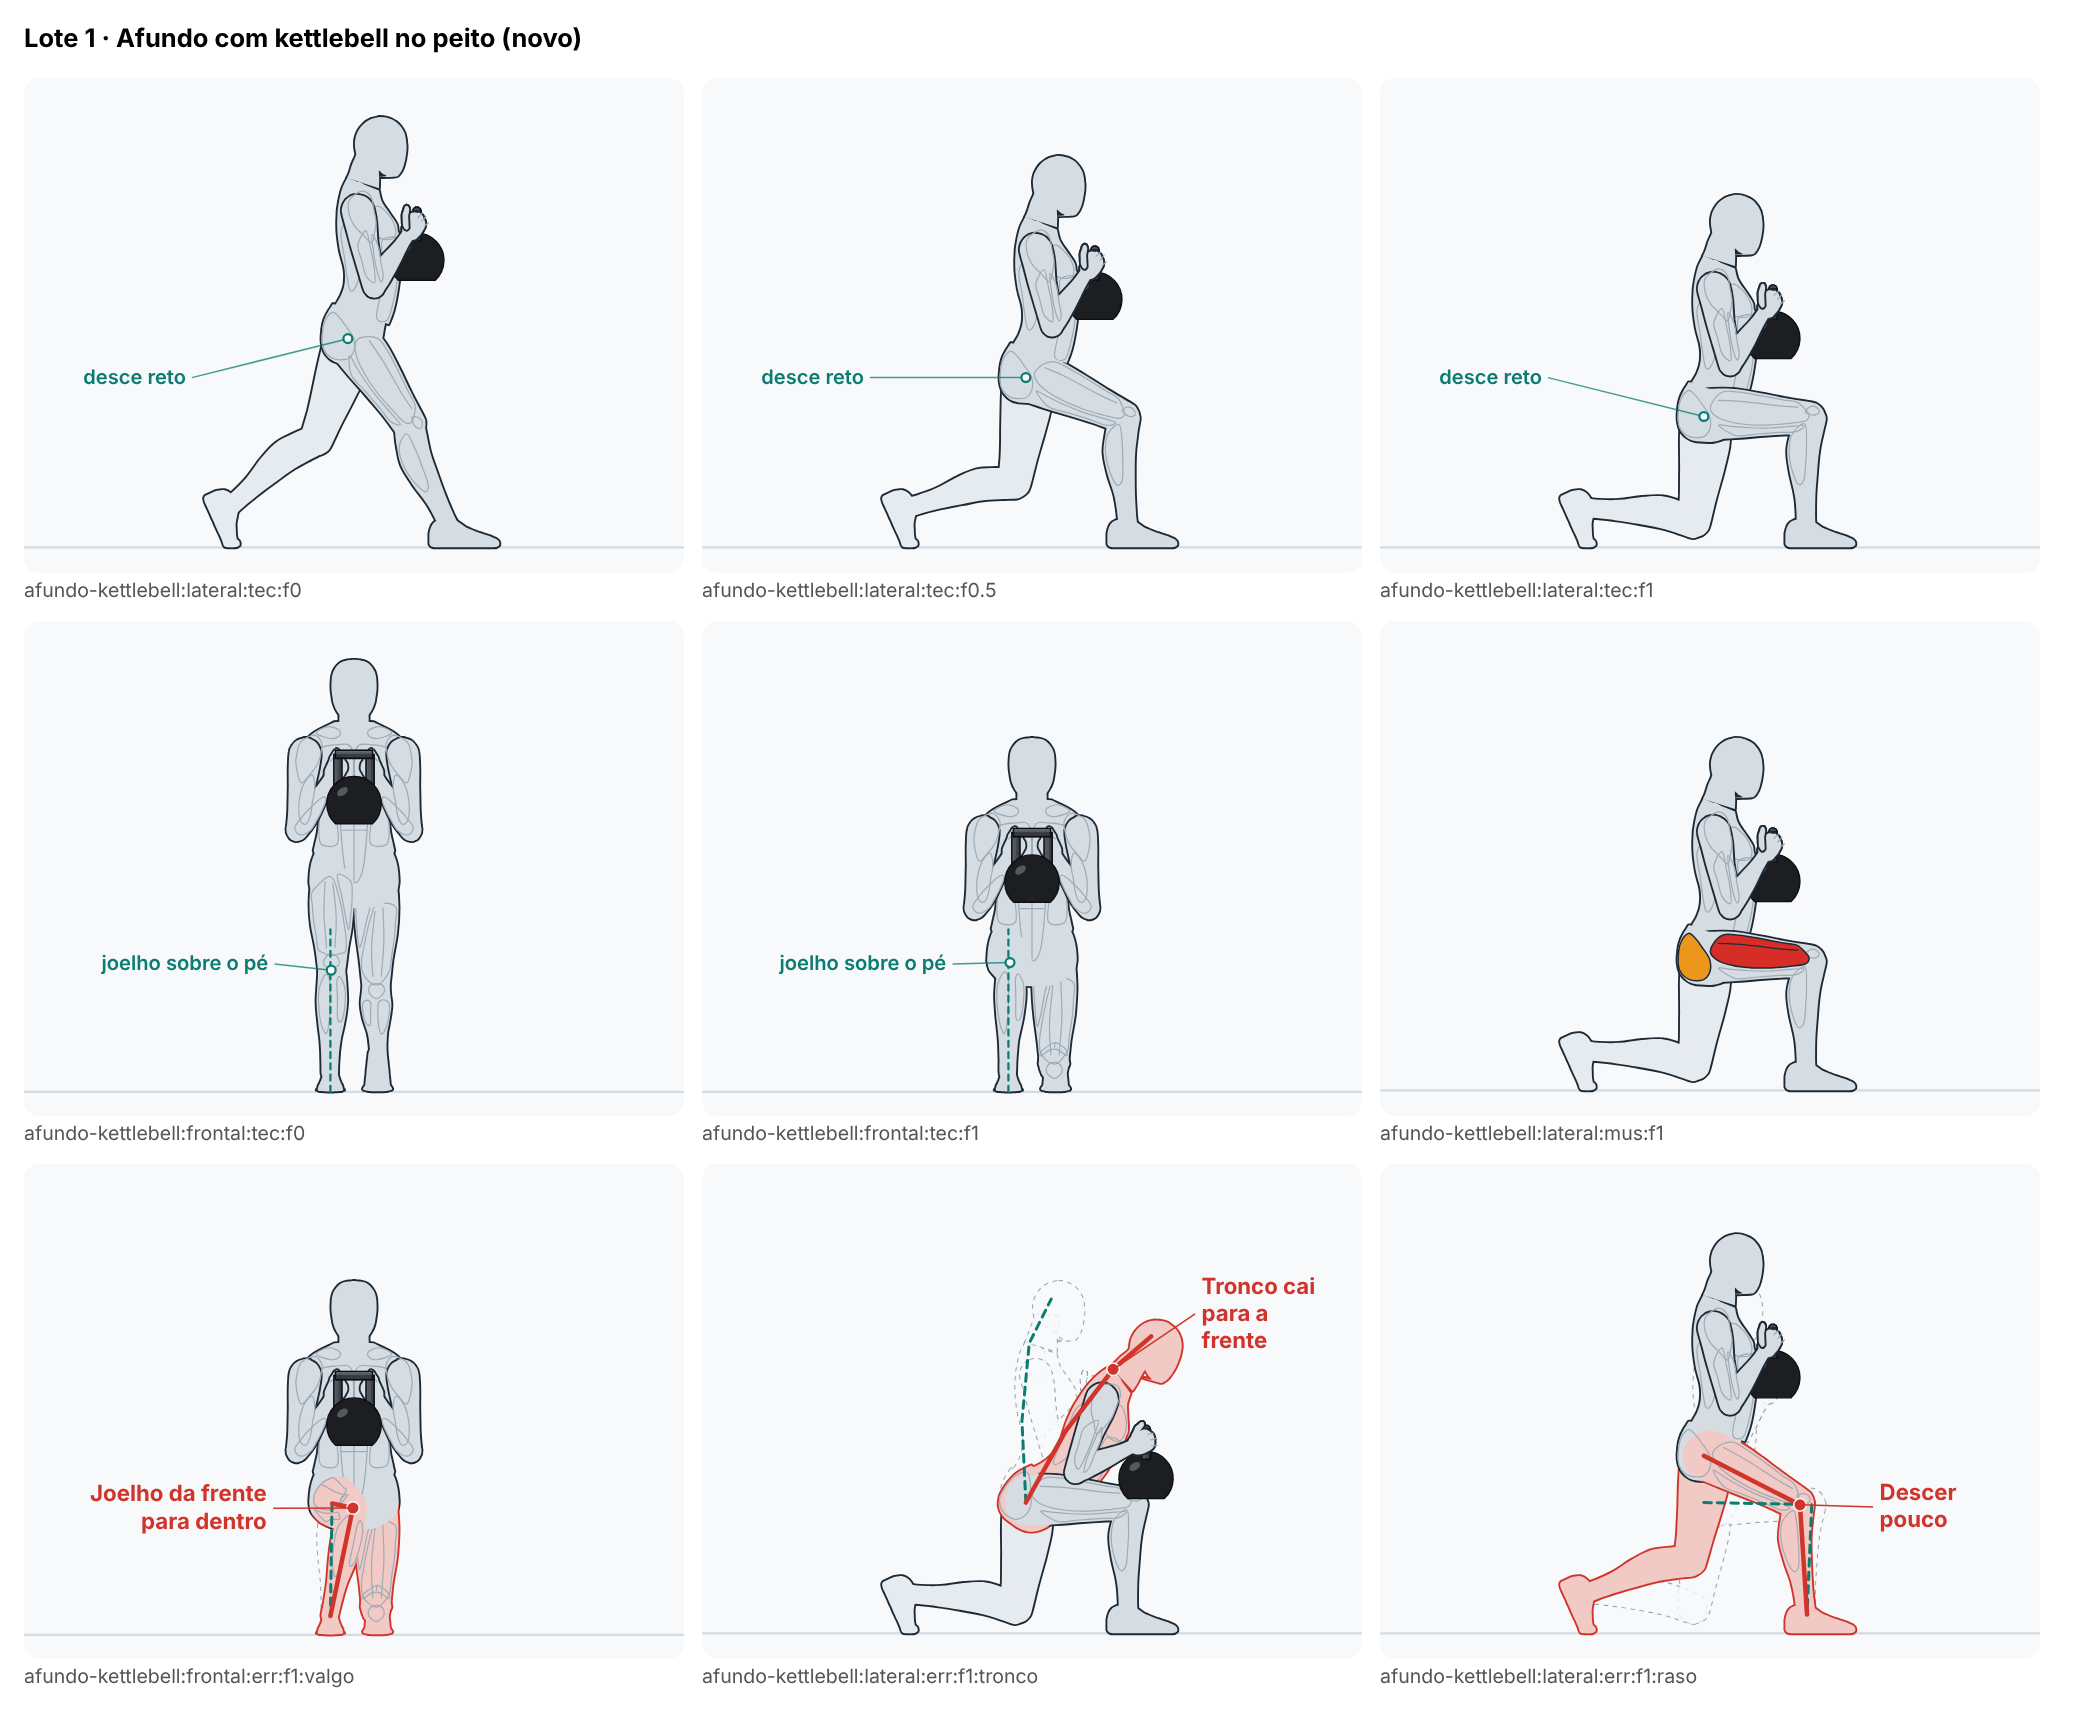 Lote 1 · Afundo com kettlebell no peito (novo)
desce reto
desce reto
desce reto
afundo-kettlebell:lateral:tec:f0
afundo-kettlebell:lateral:tec:f0.5
afundo-kettlebell:lateral:tec:f1
joelho sobre o pé
joelho sobre o pé
afundo-kettlebell:frontal:tec:f0
afundo-kettlebell:frontal:tec:f1
afundo-kettlebell:lateral:mus:f1
Joelho da frente
para dentro
Tronco cai
para a
frente
Descer
pouco
afundo-kettlebell:frontal:err:f1:valgo
afundo-kettlebell:lateral:err:f1:tronco
afundo-kettlebell:lateral:err:f1:raso